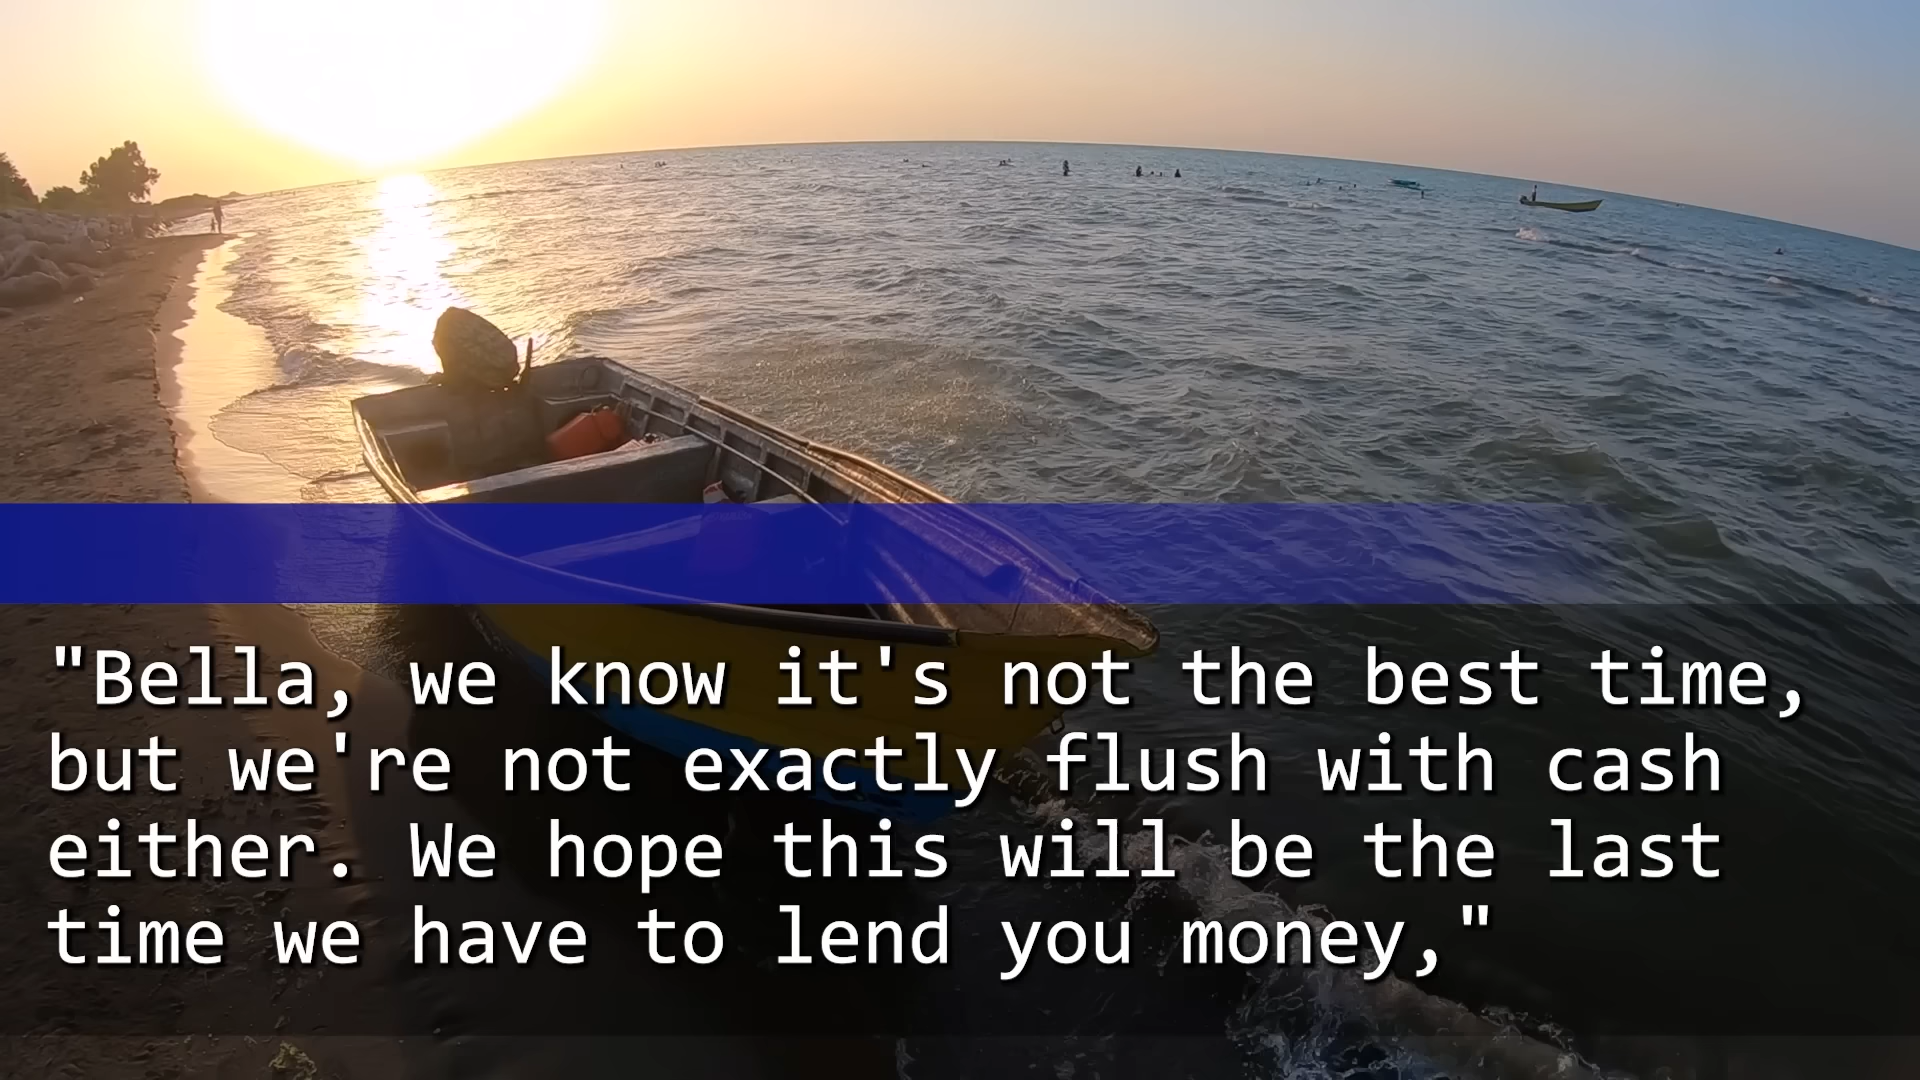 "Bella, we know it's not the best time,
but we're not exactly flush with cash
either. We hope this will be the last
time we have to lend you money,"